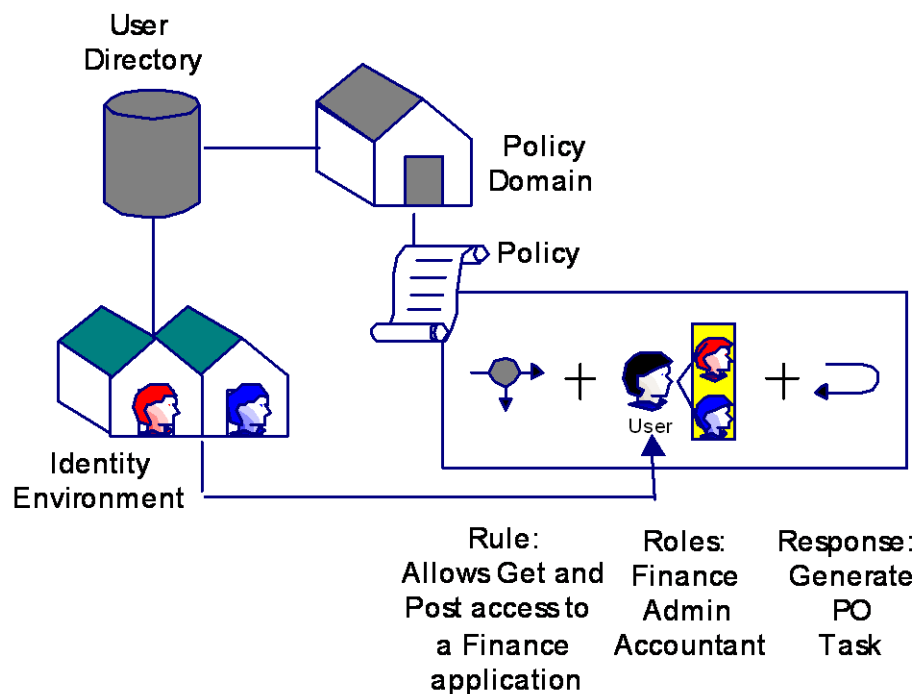 User
Directory
Policy
Domain
Policy
User
Identity
Environment
Rule:
Allows Get and
Post access to
a Finance
application
Roles:
Finance
Admin
Accountant
Response:
Generate
PO
Task